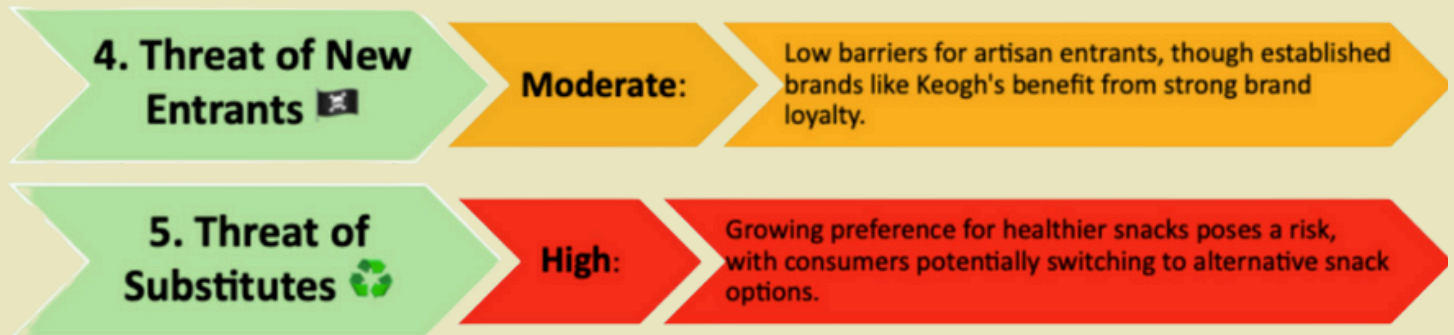 4. Threat of New
Entrants 🏴‍☠️
Moderate:
Low barriers for artisan entrants, though established
brands like Keogh's benefit from strong brand
loyalty.
5. Threat of
Substitutes ♻️
High:
Growing preference for healthier snacks poses a risk,
with consumers potentially switching to alternative snack
options.